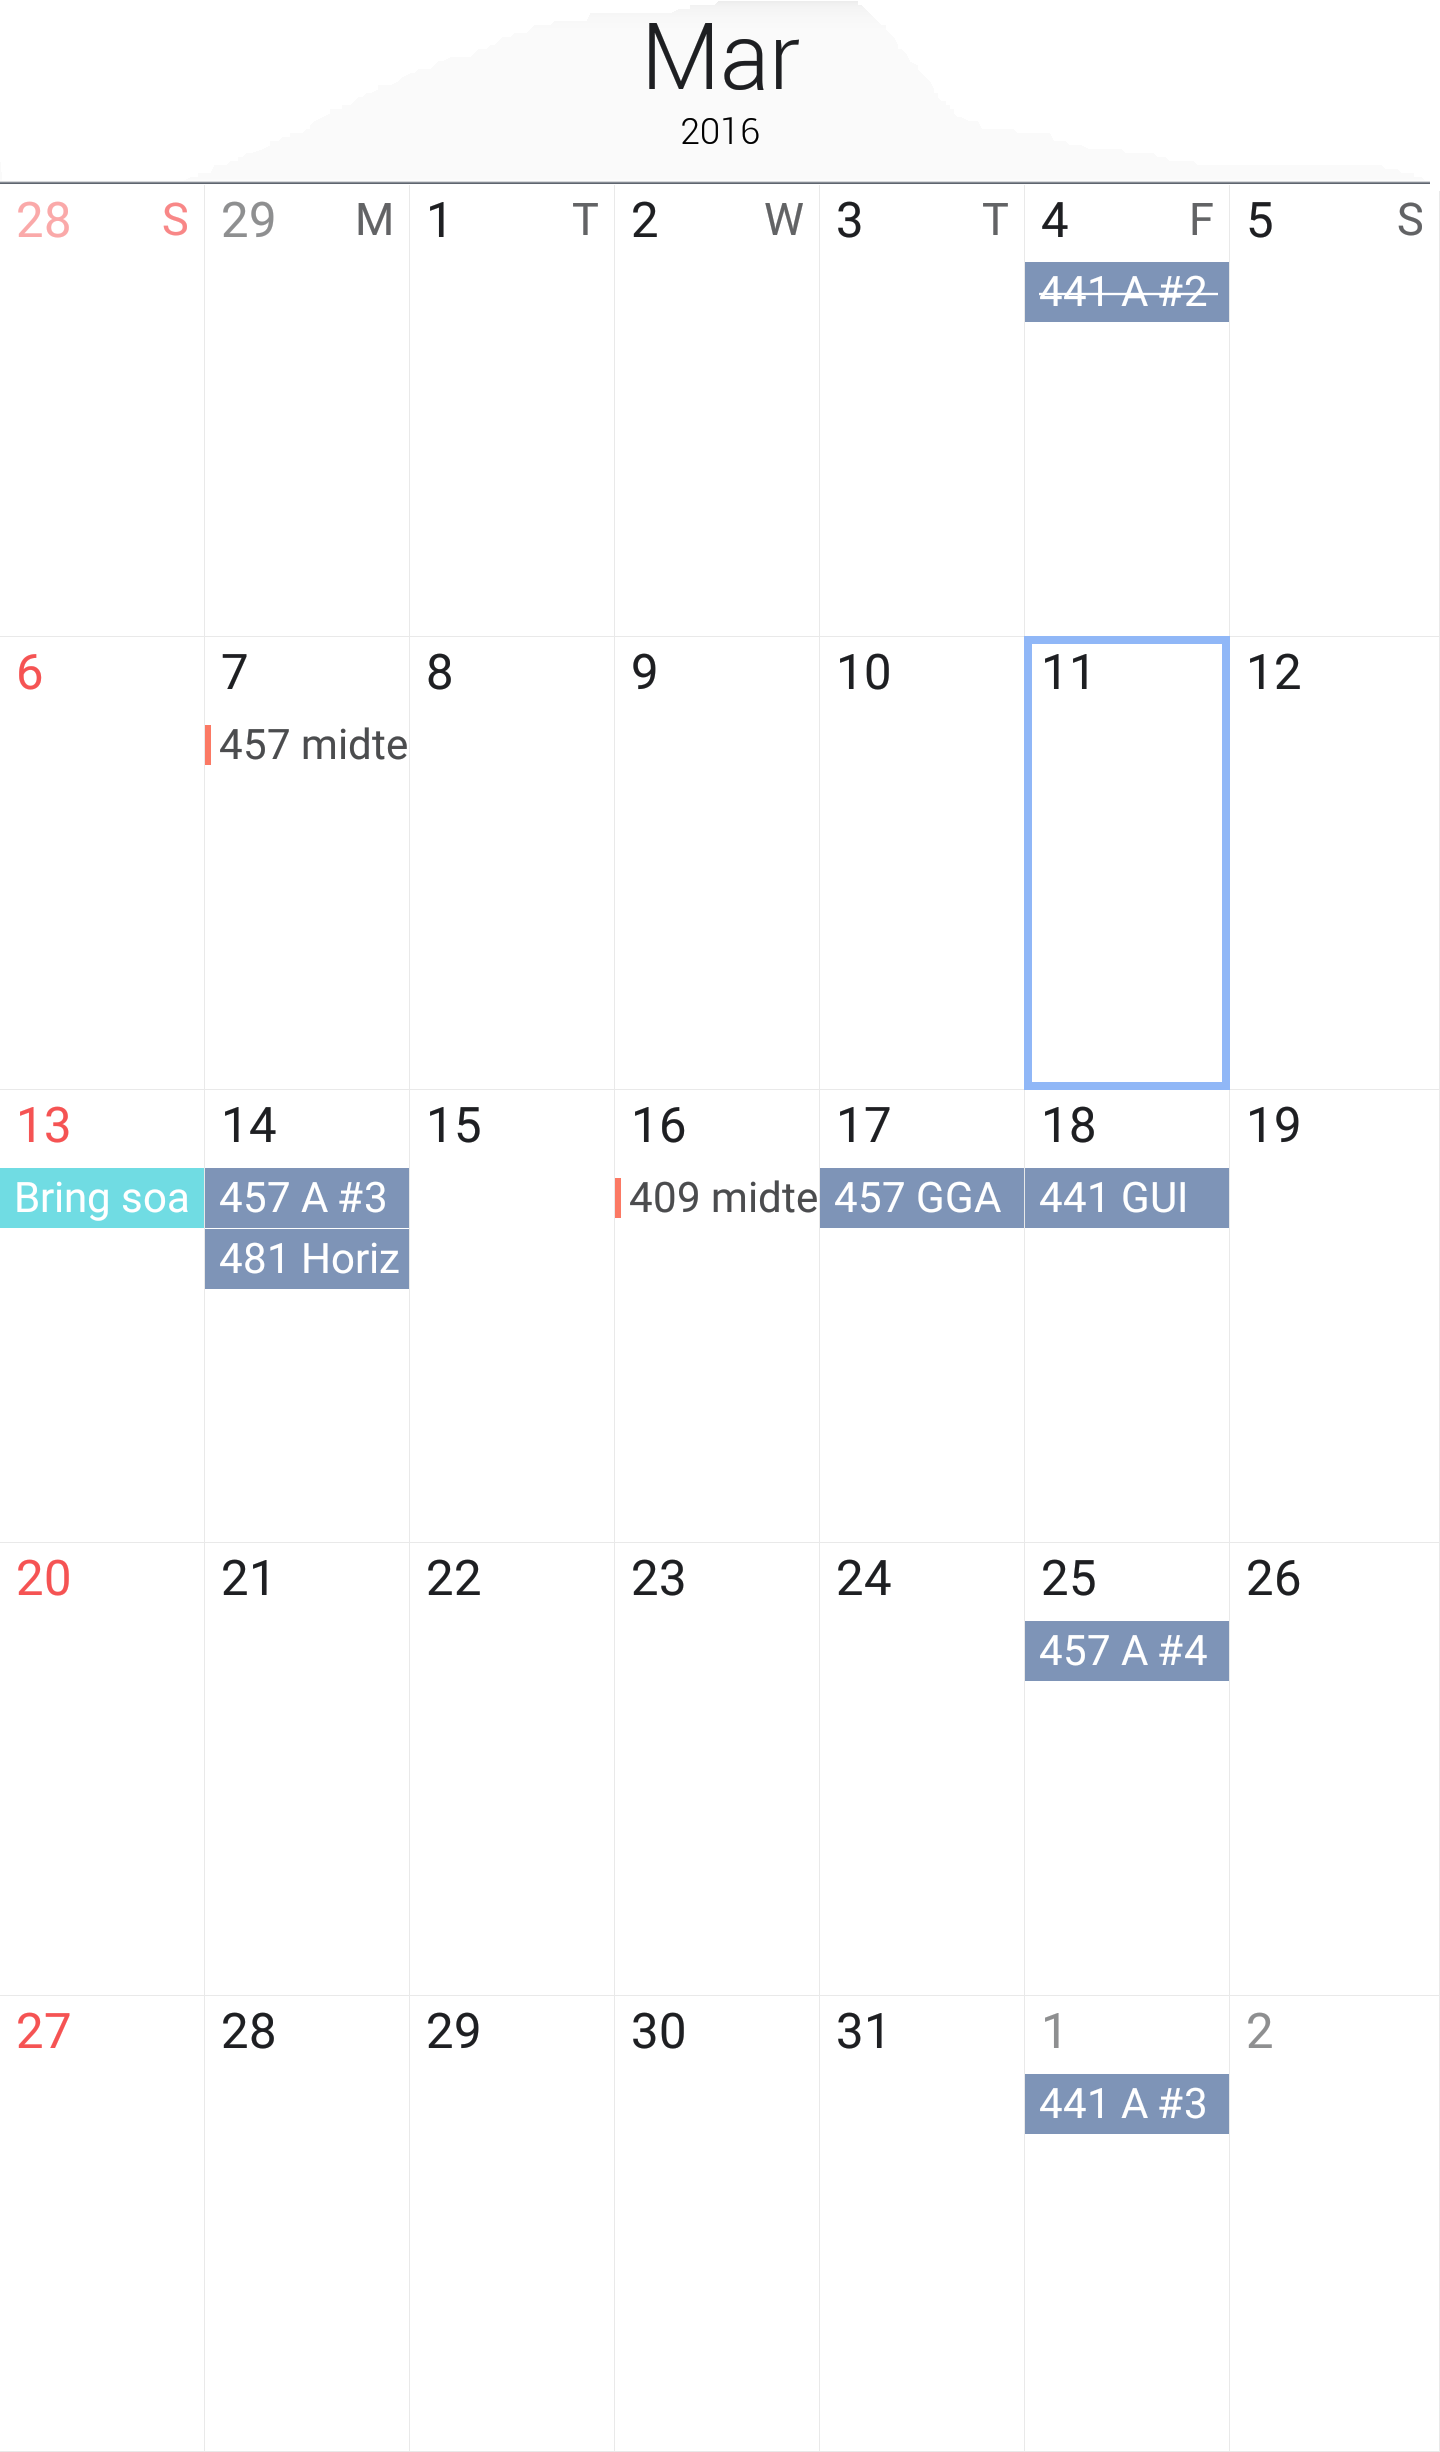 Mar
2016
28 S 29 M 1 T 2 W 3 T 4 F 5 S
441 A #2
6 7 8 9 10 11 12
457 midte
13 14 15 16 17 18 19
Bring soa 457 A #3 409 midte 457 GGA 441 GUI
481 Horiz
20 21 22 23 24 25 26
457 A #4
27 28 29 30 31 1 2
441 A #3